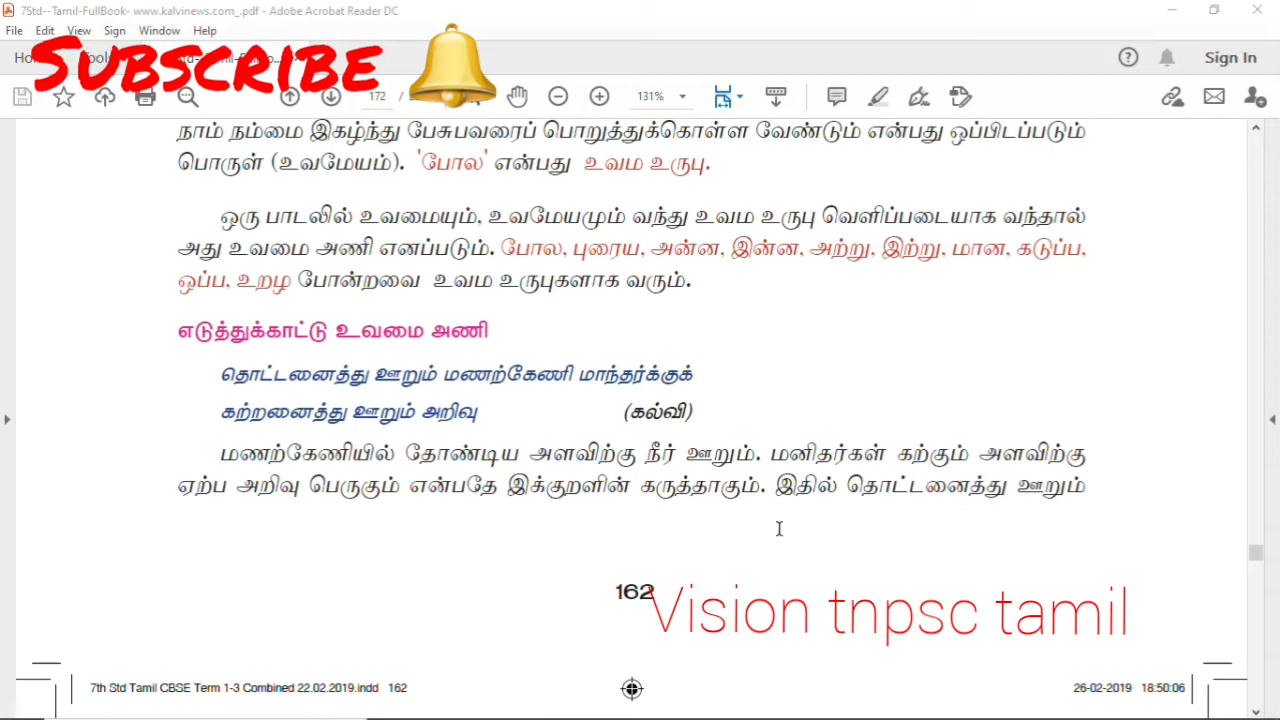 7Std--Tamil-FullBook- www.kalvinews.com_.pdf - Adobe Acrobat Reader DC
File Edit View Sign Window Help
SUBSCRIBE
Sign In
172 / 131%
நாம் நம்மை இகழ்ந்து பேசுபவரைப் பொறுத்துக்கொள்ள வேண்டும் என்பது ஒப்பிடப்படும்
பொருள் (உவமேயம்). 'போல' என்பது உவம உருபு.
ஒரு பாடலில் உவமையும், உவமேயமும் வந்து உவம உருபு வெளிப்படையாக வந்தால்
அது உவமை அணி எனப்படும். போல, புரைய, அன்ன, இன்ன, அற்று, இற்று, மான, கடுப்ப,
ஒப்ப, உறழ போன்றவை உவம உருபுகளாக வரும்.
எடுத்துக்காட்டு உவமை அணி
தொட்டனைத்து ஊறும் மணற்கேணி மாந்தர்க்குக்
கற்றனைத்து ஊறும் அறிவு (கல்வி)
மணற்கேணியில் தோண்டிய அளவிற்கு நீர் ஊறும். மனிதர்கள் கற்கும் அளவிற்கு
ஏற்ப அறிவு பெருகும் என்பதே இக்குறளின் கருத்தாகும். இதில் தொட்டனைத்து ஊறும்
162
Vision tnpsc tamil
7th Std Tamil CBSE Term 1-3 Combined 22.02.2019.indd 162 26-02-2019 18:50:06